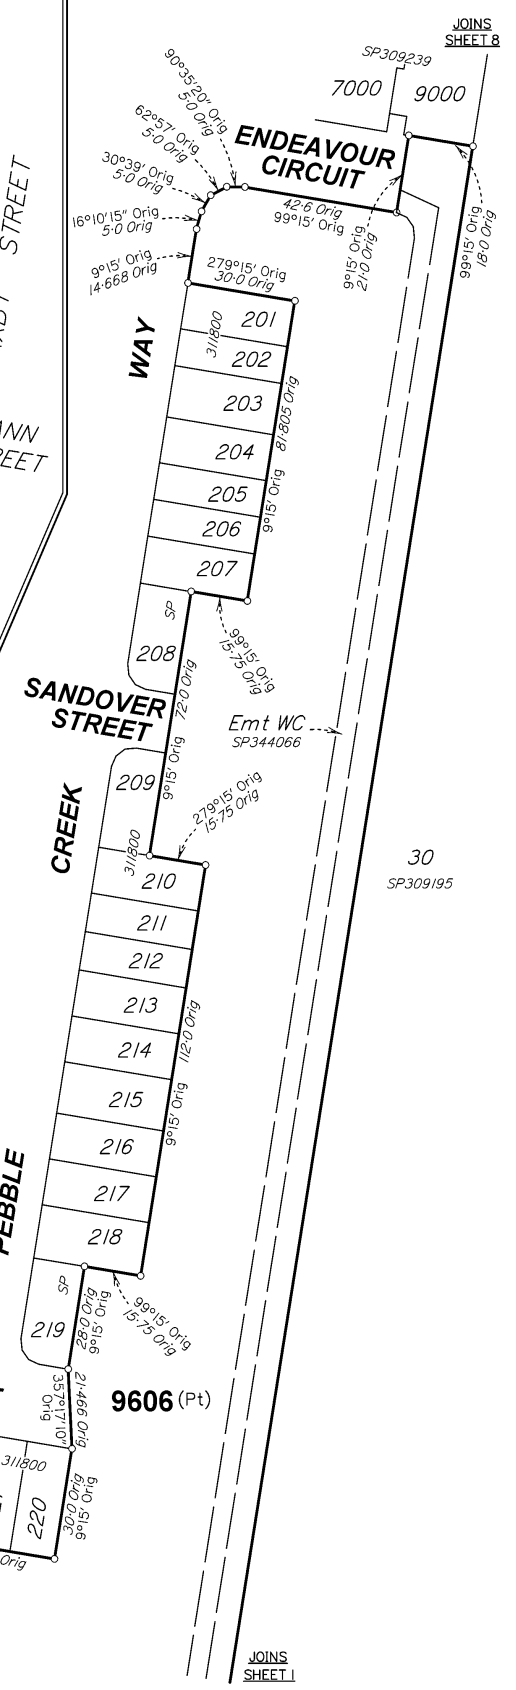 JOINS
SHEET 8
SP309239
7000
9000
90°35'20" Orig
5·0 Orig
62°57' Orig
5·0 Orig
30°39' Orig
5·0 Orig
16°10'15" Orig
5·0 Orig
9°15' Orig
14·668 Orig
ENDEAVOUR
CIRCUIT
42·6 Orig
99°15' Orig
9°15' Orig
21·0 Orig
99°15' Orig
18·0 Orig
STREET
279°15' Orig
30·0 Orig
WAY
311800
201
202
203
204
205
206
207
81·805 Orig
9°15' Orig
ANN
EET
SP
208
99°15' Orig
15·75 Orig
SANDOVER
STREET
72·0 Orig
9°15' Orig
Emt WC
SP344066
209
279°15' Orig
15·75 Orig
CREEK
311800
30
SP309195
210
211
212
213
214
215
216
217
218
112·0 Orig
9°15' Orig
PEBBLE
SP
219
28·0 Orig
9°15' Orig
99°15' Orig
15·75 Orig
9606 (Pt)
21·466 Orig
357°17'10"
Orig
311800
220
30·0 Orig
9°15' Orig
Orig
JOINS
SHEET 1